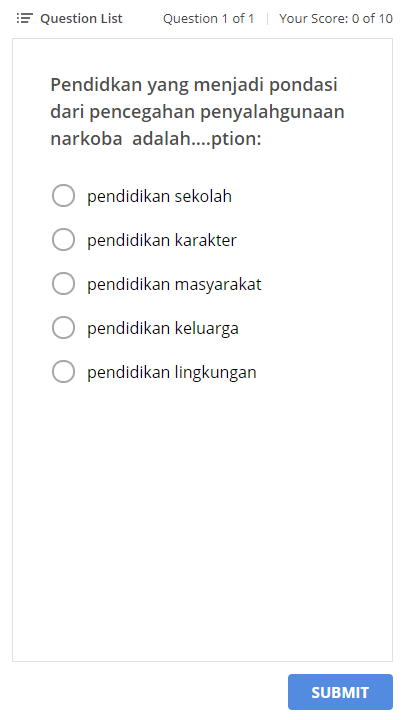 Question List Question 1 of 1 Your Score: 0 of 10
Pendidkan yang menjadi pondasi
dari pencegahan penyalahgunaan
narkoba adalah....ption:
pendidikan sekolah
pendidikan karakter
pendidikan masyarakat
pendidikan keluarga
pendidikan lingkungan
SUBMIT